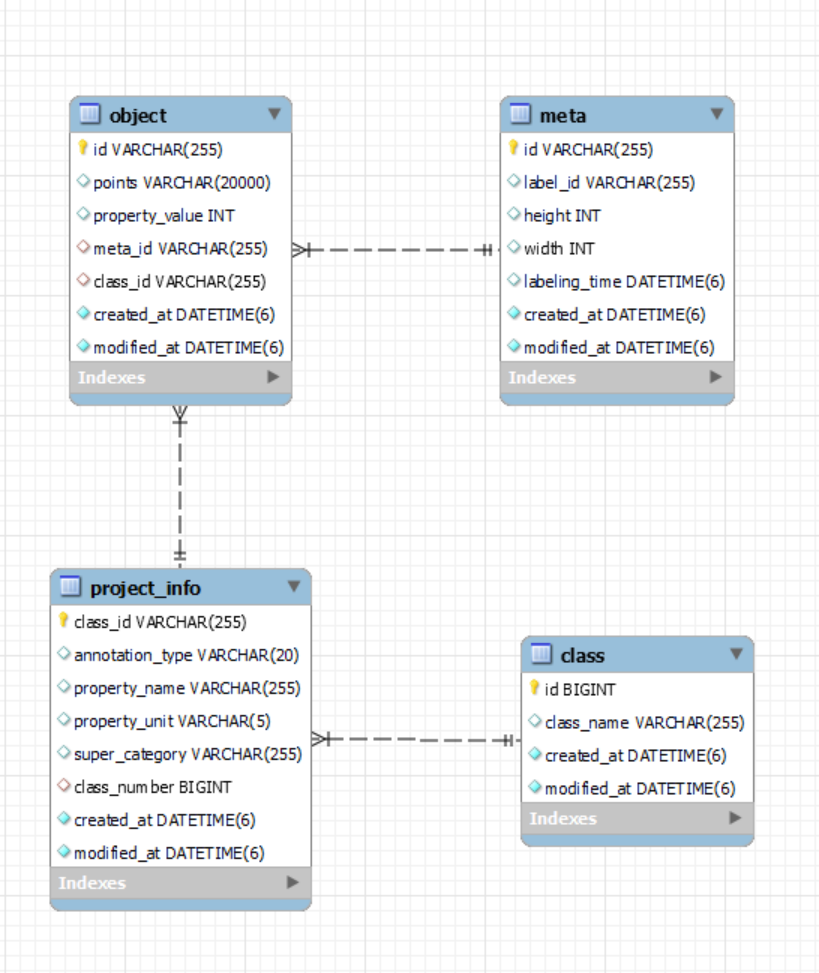 object
id VARCHAR(255)
points VARCHAR(20000)
property_value INT
meta_id VARCHAR(255)
class_id VARCHAR(255)
created_at DATETIME(6)
modified_at DATETIME(6)
Indexes
meta
id VARCHAR(255)
label_id VARCHAR(255)
height INT
width INT
labeling_time DATETIME(6)
created_at DATETIME(6)
modified_at DATETIME(6)
Indexes
project_info
class_id VARCHAR(255)
annotation_type VARCHAR(20)
property_name VARCHAR(255)
property_unit VARCHAR(5)
super_category VARCHAR(255)
class_number BIGINT
created_at DATETIME(6)
modified_at DATETIME(6)
Indexes
class
id BIGINT
class_name VARCHAR(255)
created_at DATETIME(6)
modified_at DATETIME(6)
Indexes